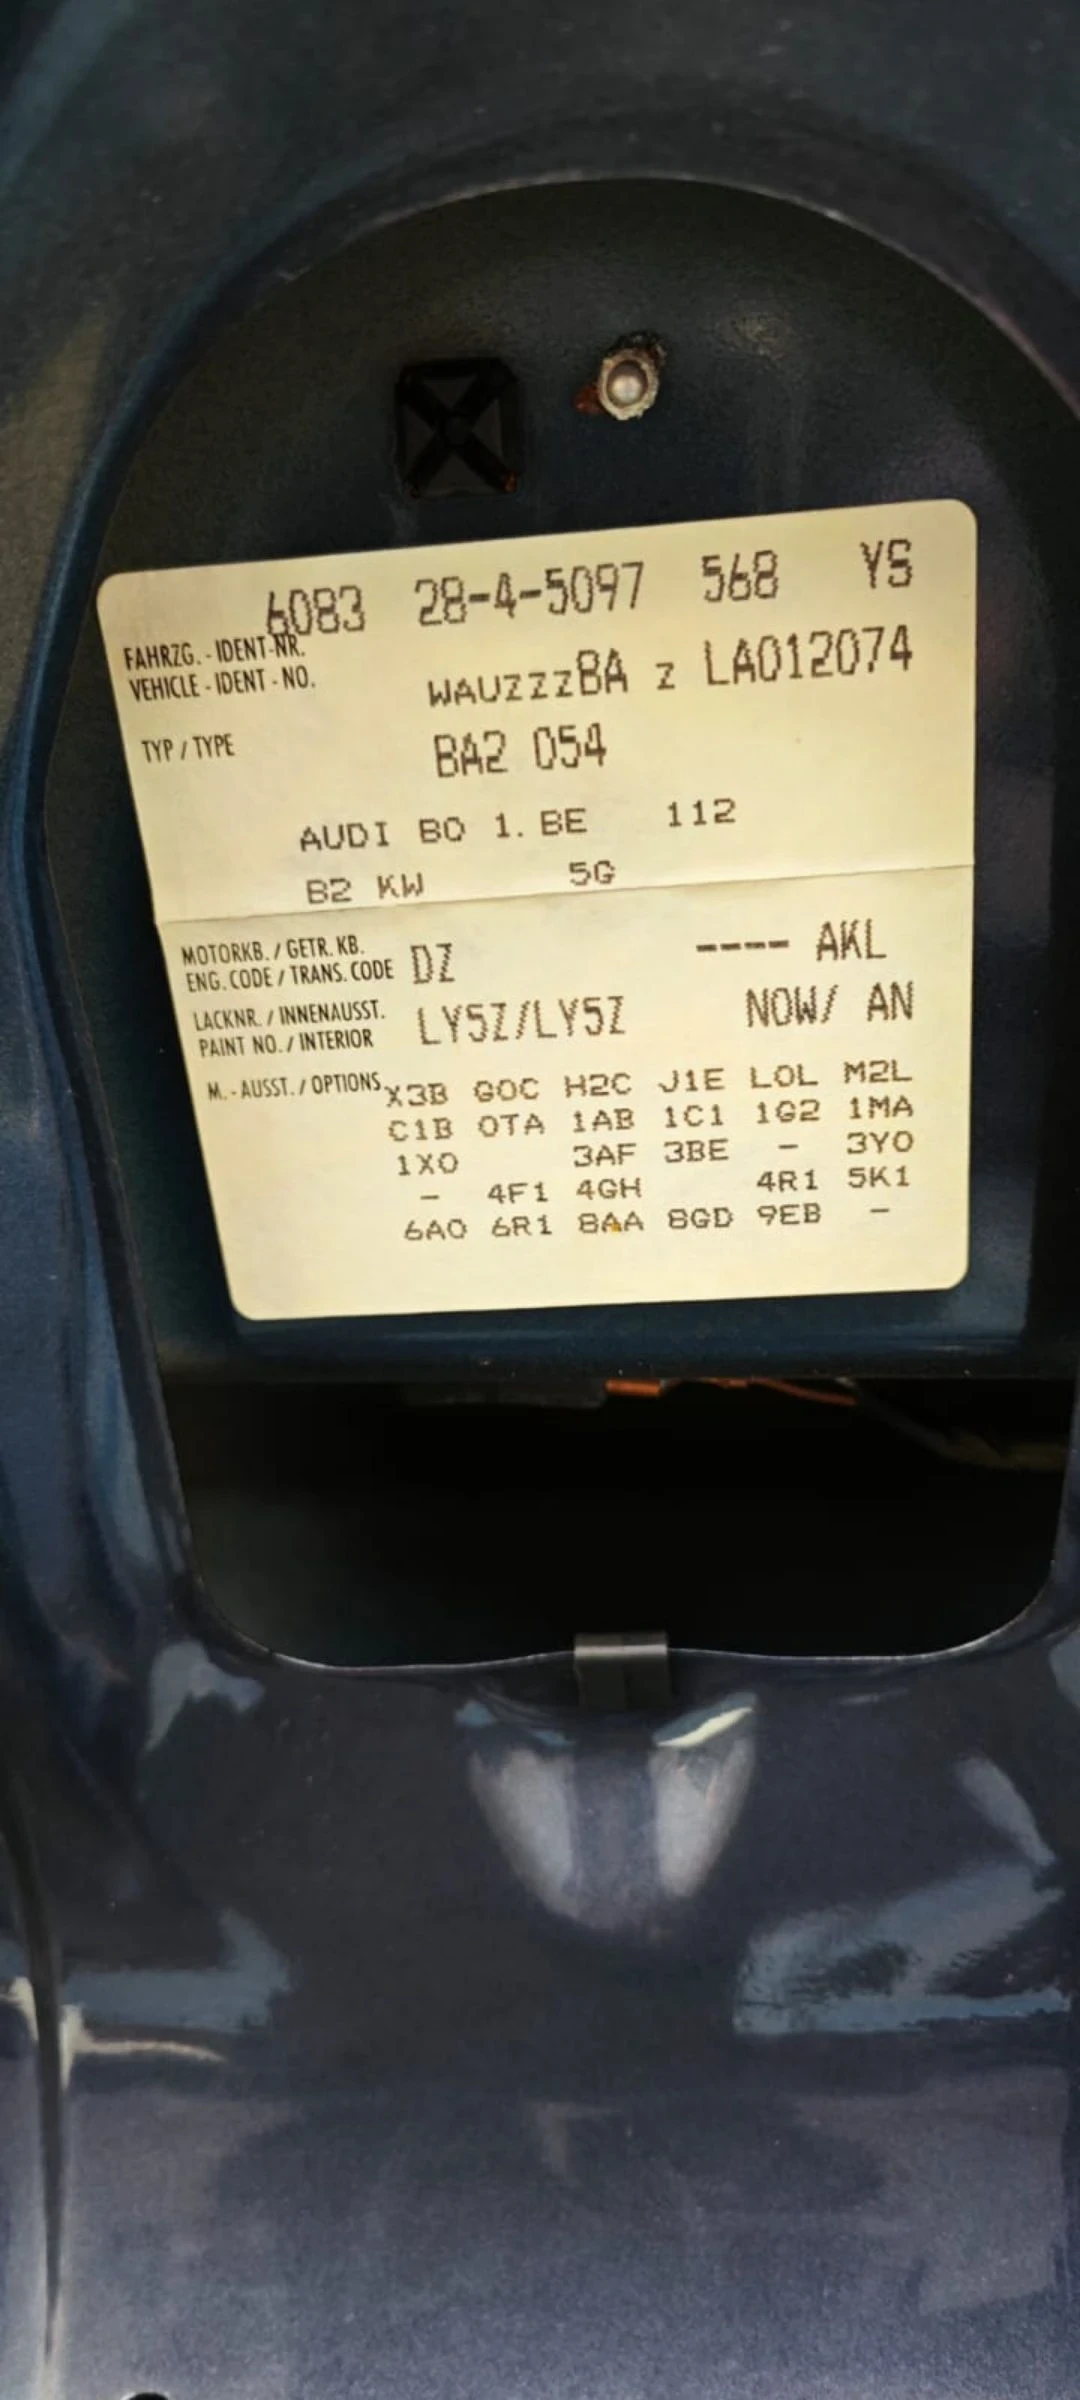 6083 28-4-5097 568 YS
FAHRZG. - IDENT-NR.
VEHICLE - IDENT - NO. WAUZZZ8A Z LA012074
TYP / TYPE 8A2 054
AUDI 80 1.8E 112
82 KW 5G
MOTORKB. / GETR. KB.
ENG. CODE / TRANS. CODE DZ ---- AKL
LACKNR. / INNENAUSST.
PAINT NO. / INTERIOR LY5Z/LY5Z NOW/ AN
M. - AUSST. / OPTIONS X3B G0C H2C J1E L0L M2L
C1B 0TA 1AB 1C1 1G2 1MA
1X0 3AF 3BE - 3Y0
- 4F1 4GH 4R1 5K1
6A0 6R1 8AA 8GD 9EB -